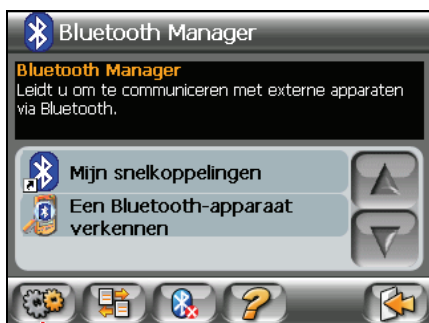 Bluetooth Manager
Bluetooth Manager
Leidt u om te communiceren met externe apparaten
via Bluetooth.
Mijn snelkoppelingen
Een Bluetooth-apparaat
verkennen